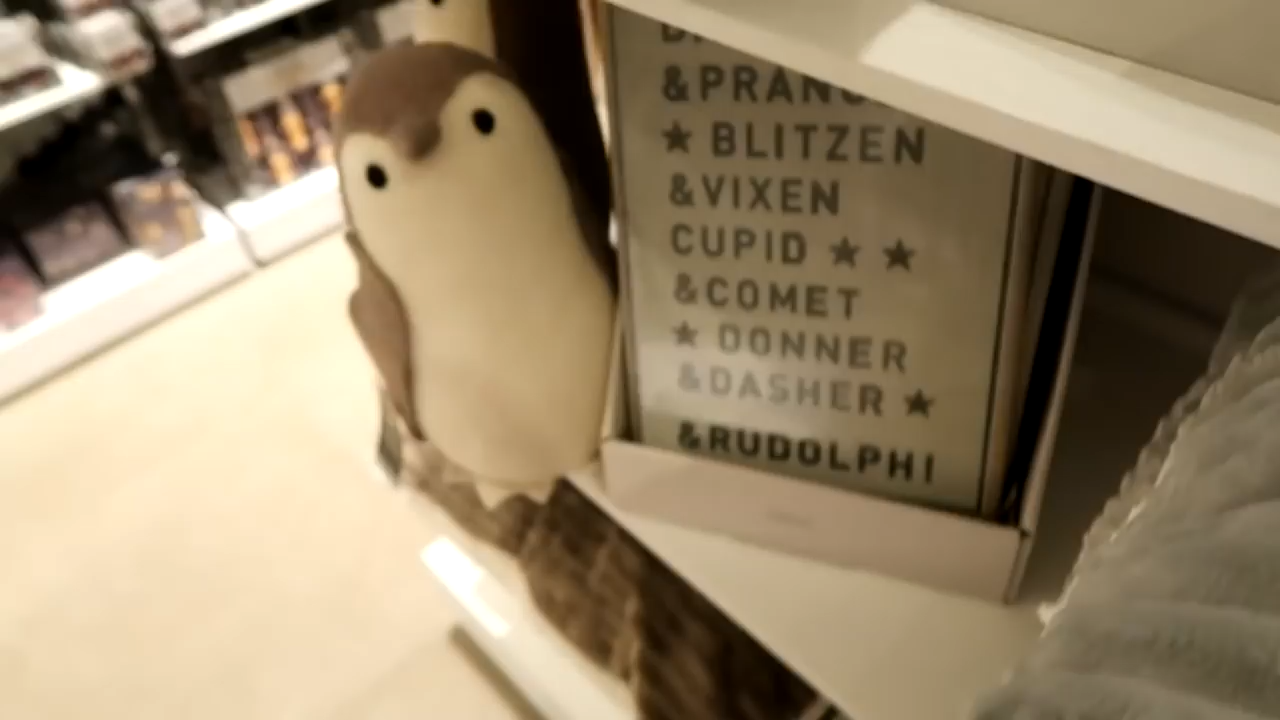 &PRANC
★ BLITZEN
&VIXEN
CUPID ★ ★
&COMET
★ DONNER
&DASHER ★
&RUDOLPH!